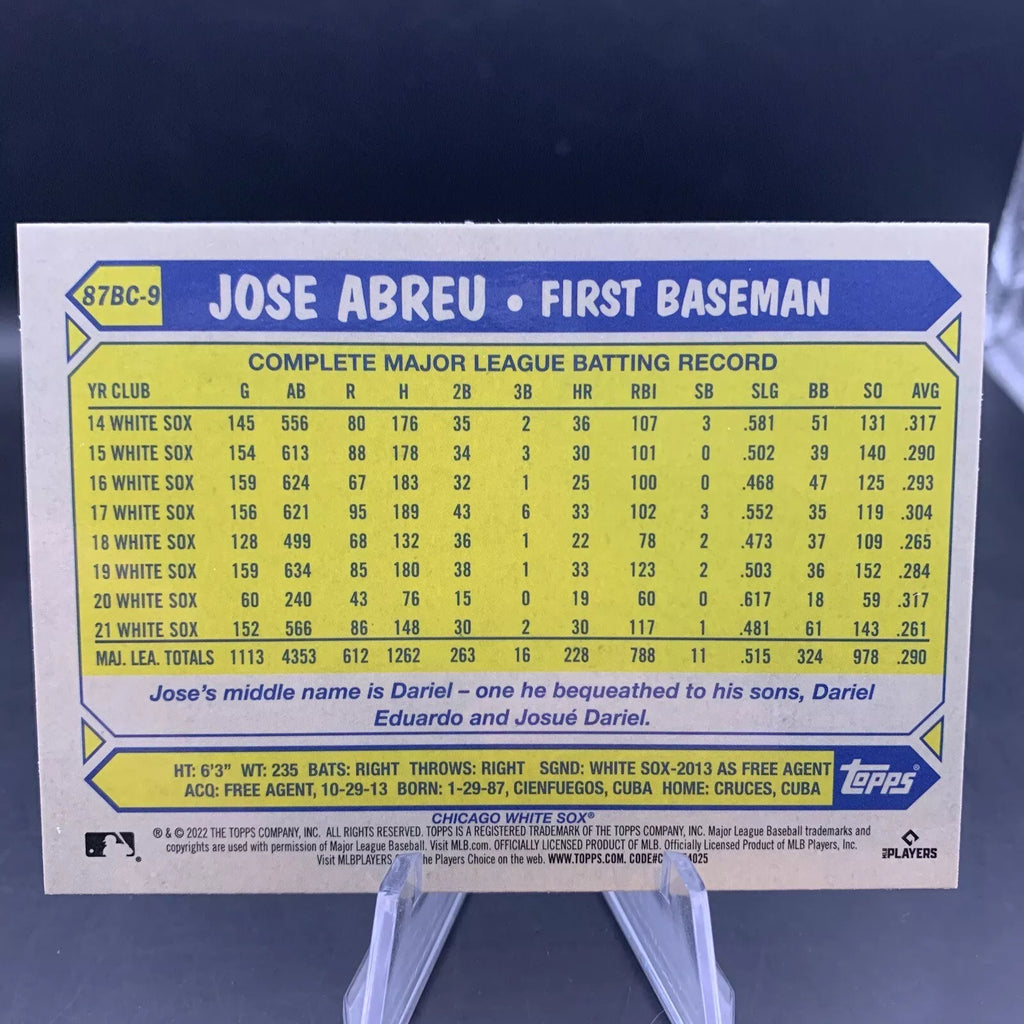 87BC-9 JOSE ABREU • FIRST BASEMAN
COMPLETE MAJOR LEAGUE BATTING RECORD
YR CLUB G AB R H 2B 3B HR RBI SB SLG BB SO AVG
14 WHITE SOX 145 556 80 176 35 2 36 107 3 .581 51 131 .317
15 WHITE SOX 154 613 88 178 34 3 30 101 0 .502 39 140 .290
16 WHITE SOX 159 624 67 183 32 1 25 100 0 .468 47 125 .293
17 WHITE SOX 156 621 95 189 43 6 33 102 3 .552 35 119 .304
18 WHITE SOX 128 499 68 132 36 1 22 78 2 .473 37 109 .265
19 WHITE SOX 159 634 85 180 38 1 33 123 2 .503 36 152 .284
20 WHITE SOX 60 240 43 76 15 0 19 60 0 .617 18 59 .317
21 WHITE SOX 152 566 86 148 30 2 30 117 1 .481 61 143 .261
MAJ. LEA. TOTALS 1113 4353 612 1262 263 16 228 788 11 .515 324 978 .290
Jose's middle name is Dariel – one he bequeathed to his sons, Dariel
Eduardo and Josué Dariel.
HT: 6'3" WT: 235 BATS: RIGHT THROWS: RIGHT SGND: WHITE SOX-2013 AS FREE AGENT
ACQ: FREE AGENT, 10-29-13 BORN: 1-29-87, CIENFUEGOS, CUBA HOME: CRUCES, CUBA
Topps®
CHICAGO WHITE SOX®
® & © 2022 THE TOPPS COMPANY, INC. ALL RIGHTS RESERVED. TOPPS IS A REGISTERED TRADEMARK OF THE TOPPS COMPANY, INC. Major League Baseball trademarks and
copyrights are used with permission of Major League Baseball. Visit MLB.com. OFFICIALLY LICENSED PRODUCT OF MLB. Officially Licensed Product of MLB Players, Inc.
Visit MLBPLAYERS the Players Choice on the web. WWW.TOPPS.COM. CODE#C 4025
MLB PLAYERS